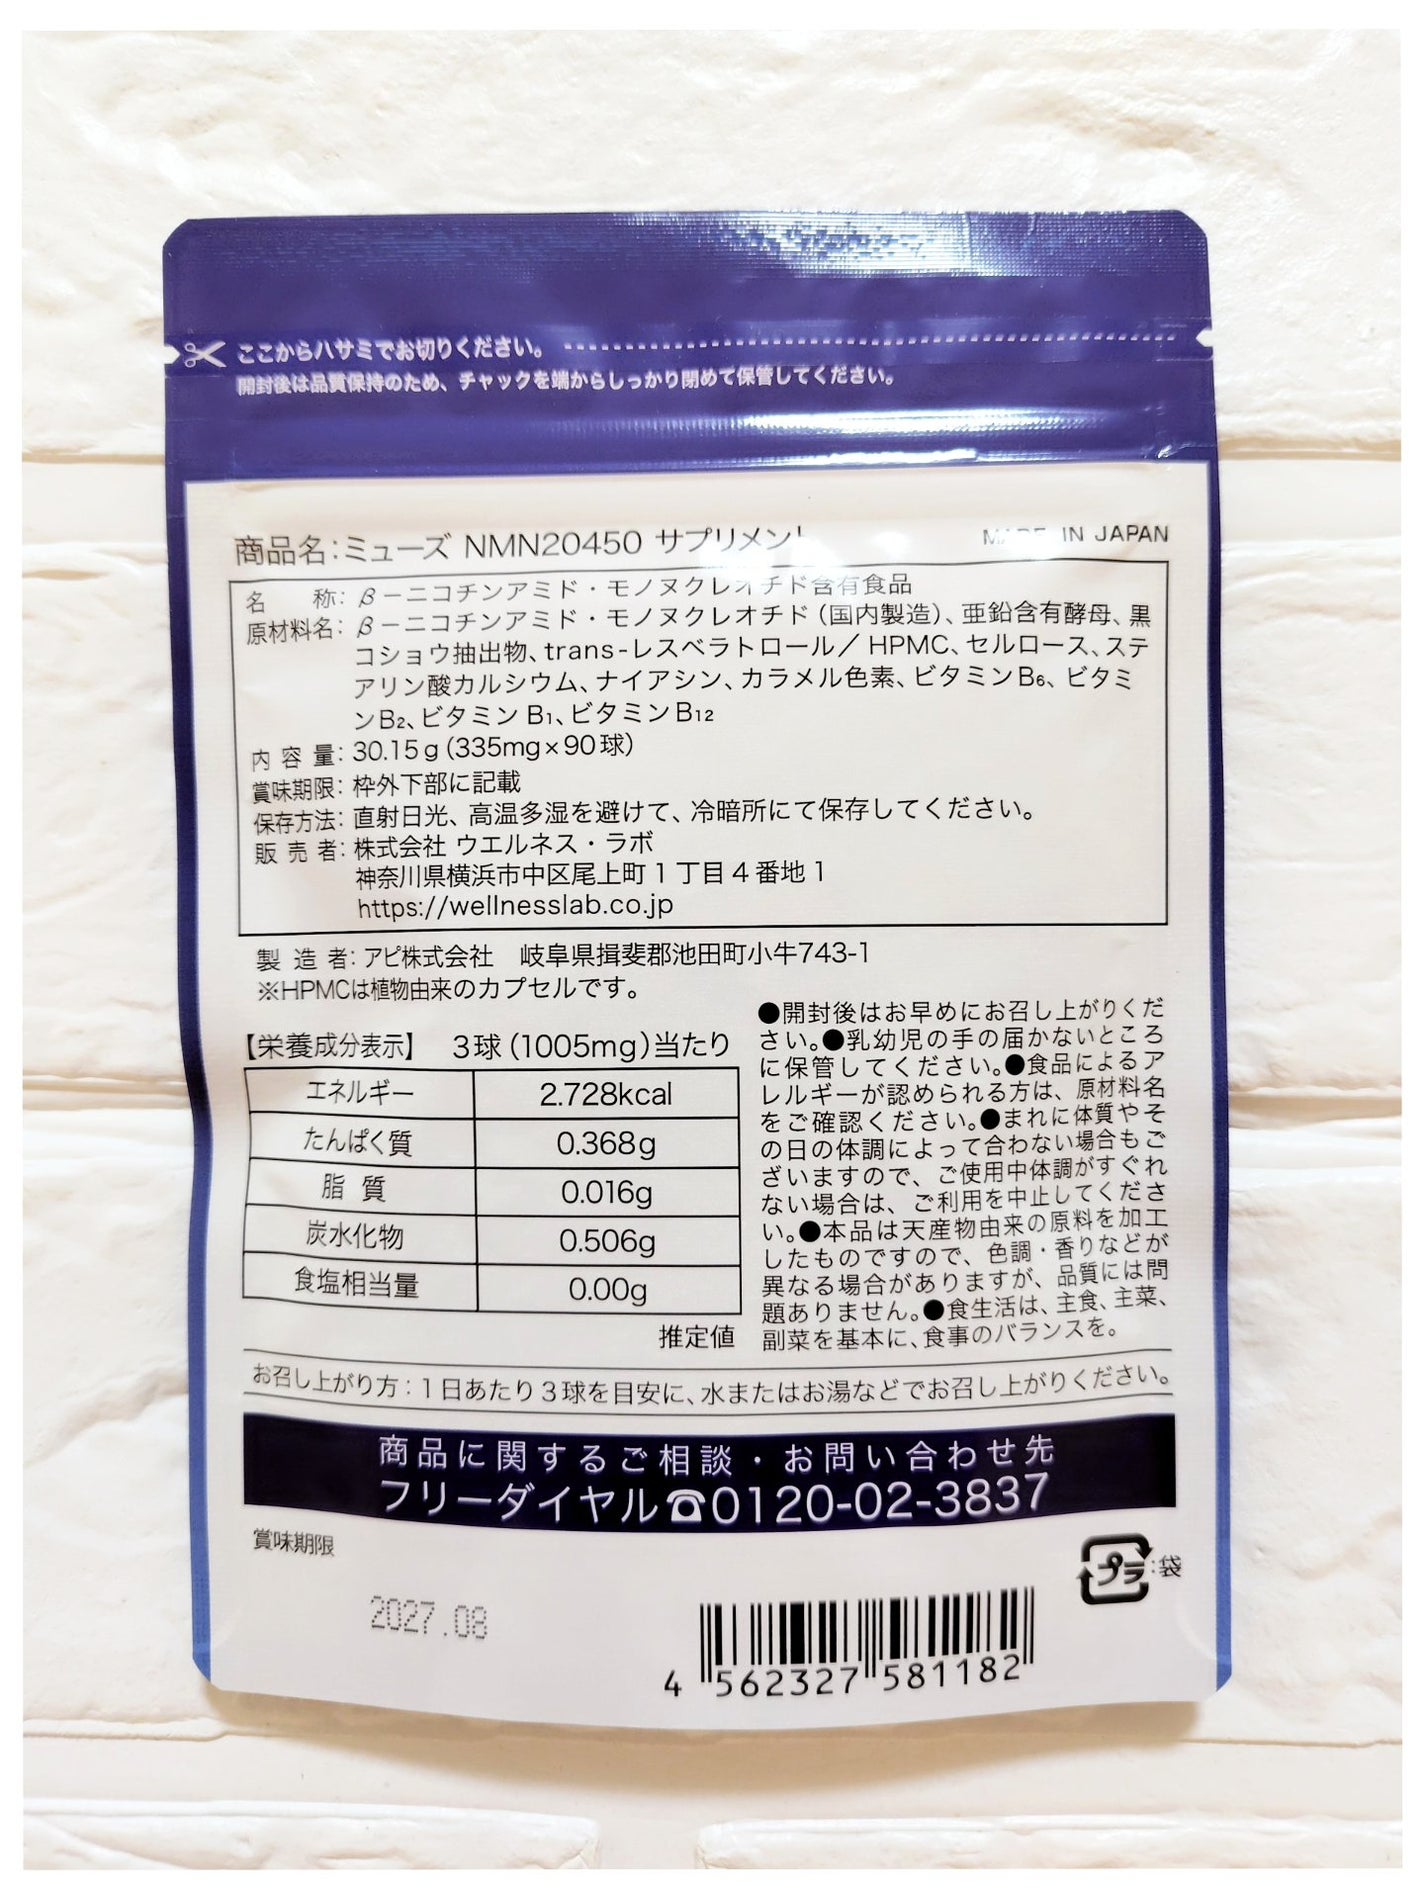 ここからハサミでお切りください。
開封後は品質保持のため、チャックを端からしっかり閉めて保管してください。
商品名：ミューズ NMN20450 サプリメント
MADE IN JAPAN
名　　称：β－ニコチンアミド・モノヌクレオチド含有食品
原材料名：β－ニコチンアミド・モノヌクレオチド（国内製造）、亜鉛含有酵母、黒
コショウ抽出物、trans-レスベラトロール／HPMC、セルロース、ステ
アリン酸カルシウム、ナイアシン、カラメル色素、ビタミンB₆、ビタミ
ンB₂、ビタミンB₁、ビタミンB₁₂
内 容 量：30.15g（335mg×90球）
賞味期限：枠外下部に記載
保存方法：直射日光、高温多湿を避けて、冷暗所にて保存してください。
販 売 者：株式会社 ウエルネス・ラボ
神奈川県横浜市中区尾上町1丁目4番地1
https://wellnesslab.co.jp
製 造 者：アピ株式会社　岐阜県揖斐郡池田町小牛743-1
※HPMCは植物由来のカプセルです。
【栄養成分表示】 3球（1005mg）当たり
エネルギー 2.728kcal
たんぱく質 0.368g
脂 質 0.016g
炭水化物 0.506g
食塩相当量 0.00g
推定値
●開封後はお早めにお召し上がりくだ
さい。●乳幼児の手の届かないところ
に保管してください。●食品によるア
レルギーが認められる方は、原材料名
をご確認ください。●まれに体質やそ
の日の体調によって合わない場合もご
ざいますので、ご使用中体調がすぐれ
ない場合は、ご利用を中止してくださ
い。●本品は天産物由来の原料を加工
したものですので、色調・香りなどが
異なる場合がありますが、品質には問
題ありません。●食生活は、主食、主菜、
副菜を基本に、食事のバランスを。
お召し上がり方：1日あたり3球を目安に、水またはお湯などでお召し上がりください。
商品に関するご相談・お問い合わせ先
フリーダイヤル☎0120-02-3837
賞味期限
2027.08
プラ：袋
4 562327 581182